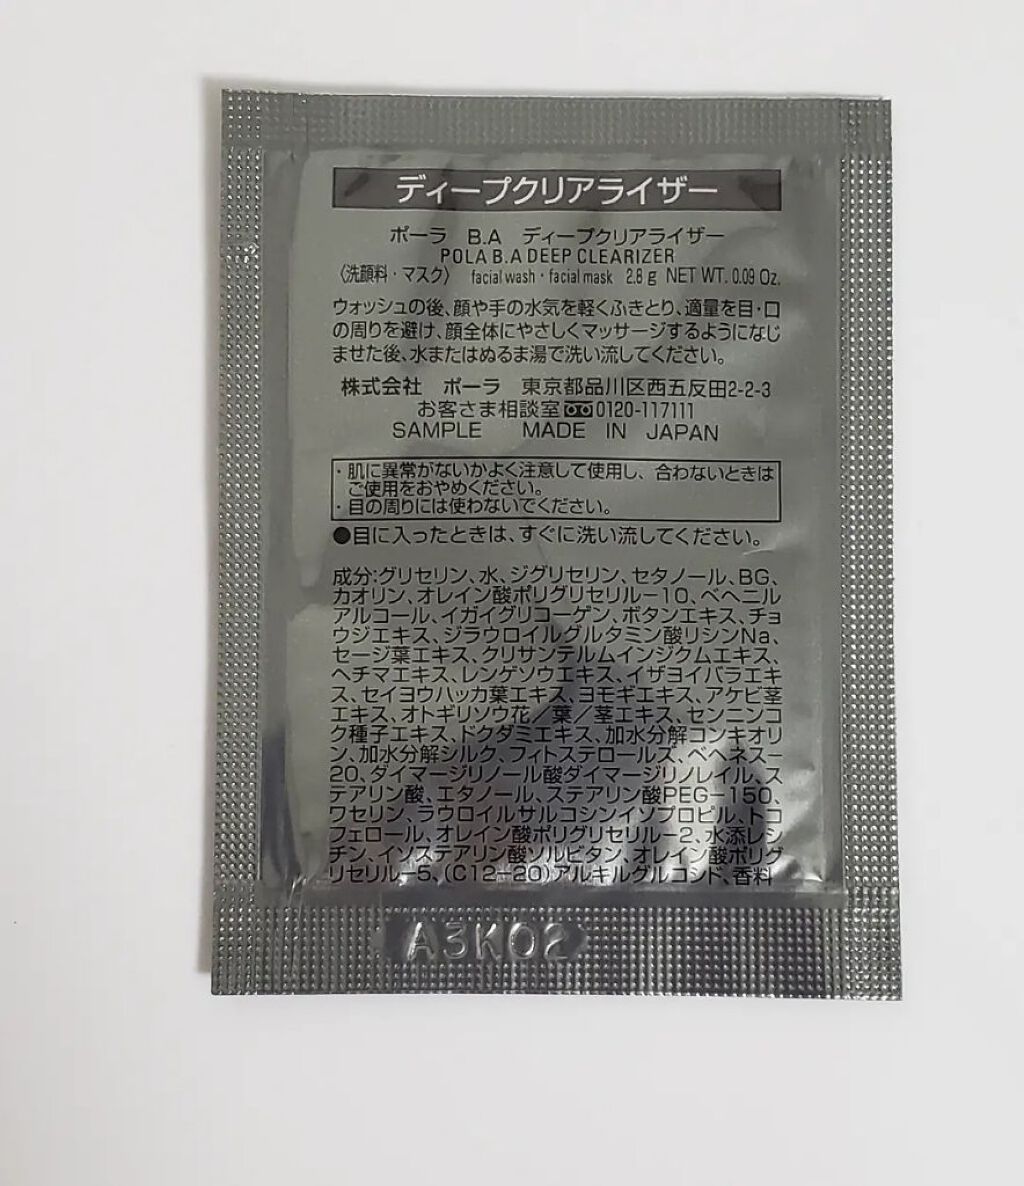 ディープクリアライザー
ポーラ B.A ディープクリアライザー
POLA B.A DEEP CLEARIZER
〈洗顔料・マスク〉 facial wash・facial mask 2.8 g NET WT. 0.09 Oz.
ウォッシュの後、顔や手の水気を軽くふきとり、適量を目・口
の周りを避け、顔全体にやさしくマッサージするようになじ
ませた後、水またはぬるま湯で洗い流してください。
株式会社 ポーラ 東京都品川区西五反田2-2-3
お客さま相談室 0120-117111
SAMPLE MADE IN JAPAN
・肌に異常がないかよく注意して使用し、合わないときは
ご使用をおやめください。
・目の周りには使わないでください。
●目に入ったときは、すぐに洗い流してください。
成分:グリセリン、水、ジグリセリン、セタノール、BG、
カオリン、オレイン酸ポリグリセリル－10、ベヘニル
アルコール、イガイグリコーゲン、ボタンエキス、チョ
ウジエキス、ジラウロイルグルタミン酸リシンNa、
セージ葉エキス、クリサンテルムインジクムエキス、
ヘチマエキス、レンゲソウエキス、イザヨイバラエキ
ス、セイヨウハッカ葉エキス、ヨモギエキス、アケビ茎
エキス、オトギリソウ花／葉／茎エキス、センニンコ
ク種子エキス、ドクダミエキス、加水分解コンキオリ
ン、加水分解シルク、フィトステロールズ、ベヘネス－
20、ダイマージリノール酸ダイマージリノレイル、ス
テアリン酸、エタノール、ステアリン酸PEG－150、
ワセリン、ラウロイルサルコシンイソプロピル、トコ
フェロール、オレイン酸ポリグリセリル－2、水添レシ
チン、イソステアリン酸ソルビタン、オレイン酸ポリグ
リセリル－5、(C12－20)アルキルグルコシド、香料
A3K02